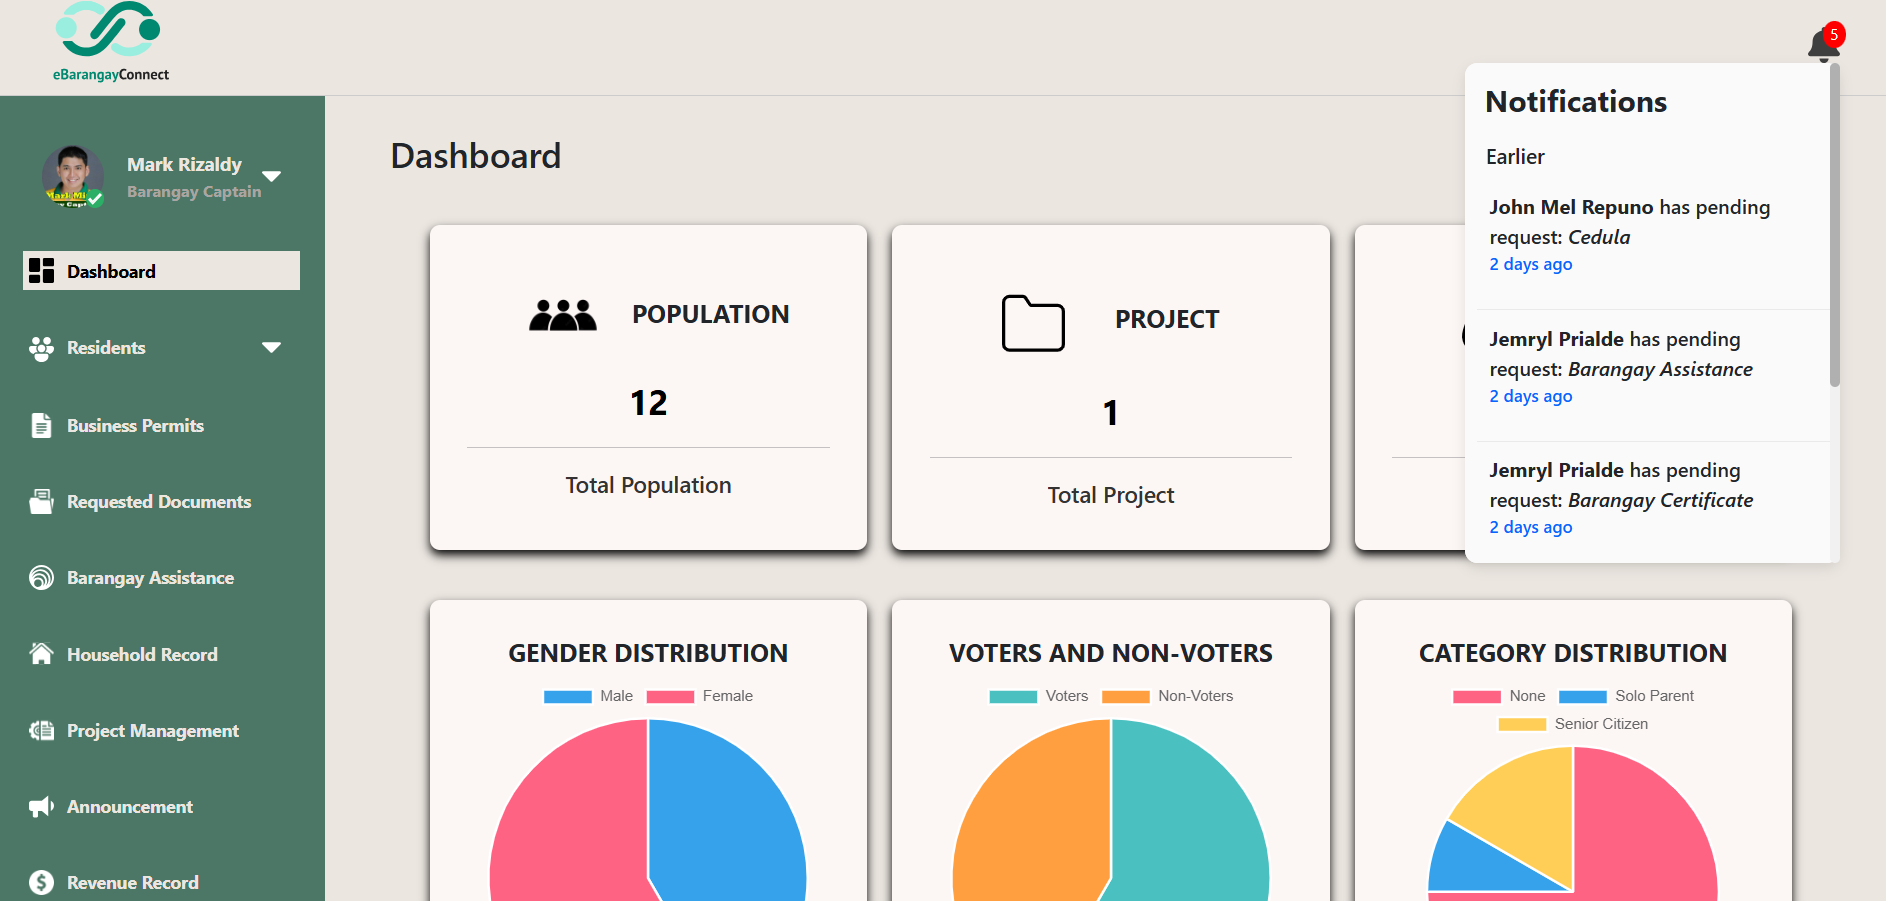 eBarangayConnect
5
Mark Rizaldy
Barangay Captain
Dashboard
Residents
Business Permits
Requested Documents
Barangay Assistance
Household Record
Project Management
Announcement
Revenue Record
Dashboard
POPULATION
12
Total Population
PROJECT
1
Total Project
Notifications
Earlier
John Mel Repuno has pending
request: Cedula
2 days ago
Jemryl Prialde has pending
request: Barangay Assistance
2 days ago
Jemryl Prialde has pending
request: Barangay Certificate
2 days ago
GENDER DISTRIBUTION
Male Female
VOTERS AND NON-VOTERS
Voters Non-Voters
CATEGORY DISTRIBUTION
None Solo Parent
Senior Citizen